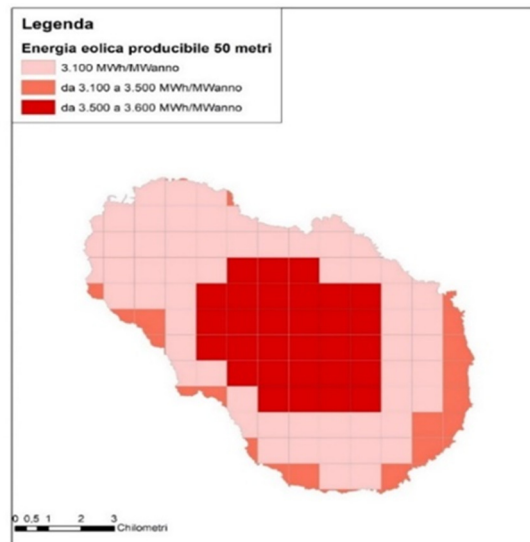 Legenda
Energia eolica producibile 50 metri
3.100 MWh/MWanno
da 3.100 a 3.500 MWh/MWanno
da 3.500 a 3.600 MWh/MWanno
0 0,5 1 2 3
Chilometri